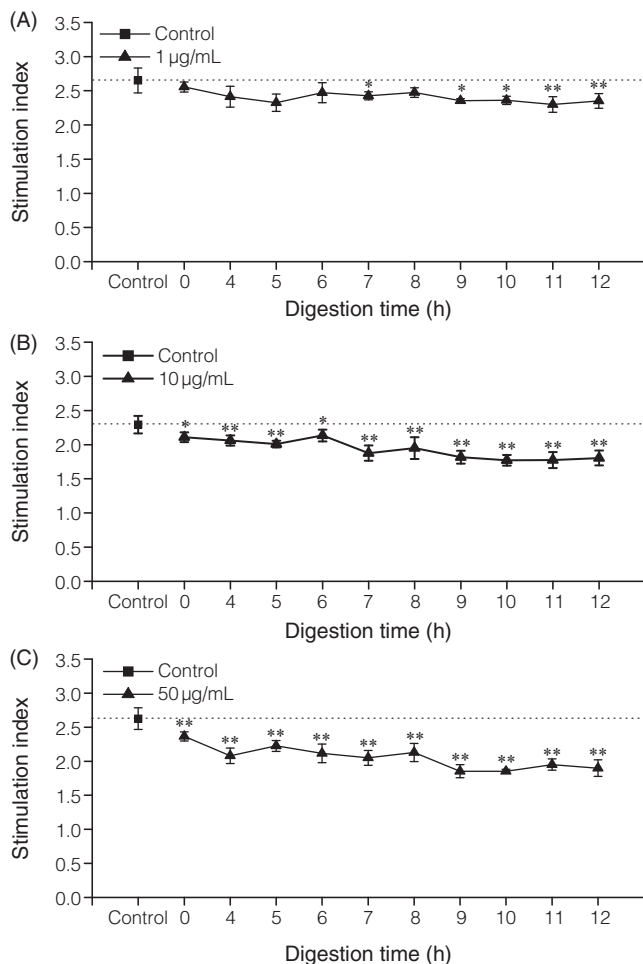 (A)
3.5
3.0
2.5
2.0
1.5
1.0
0.5
0.0
Stimulation index
Control
1 µg/mL
* * * ** **
Control 0 4 5 6 7 8 9 10 11 12
Digestion time (h)
(B)
3.5
3.0
2.5
2.0
1.5
1.0
0.5
0.0
Stimulation index
Control
10 µg/mL
* ** ** * ** ** ** ** ** **
Control 0 4 5 6 7 8 9 10 11 12
Digestion time (h)
(C)
3.5
3.0
2.5
2.0
1.5
1.0
0.5
0.0
Stimulation index
Control
50 µg/mL
** ** ** ** ** ** ** ** ** **
Control 0 4 5 6 7 8 9 10 11 12
Digestion time (h)